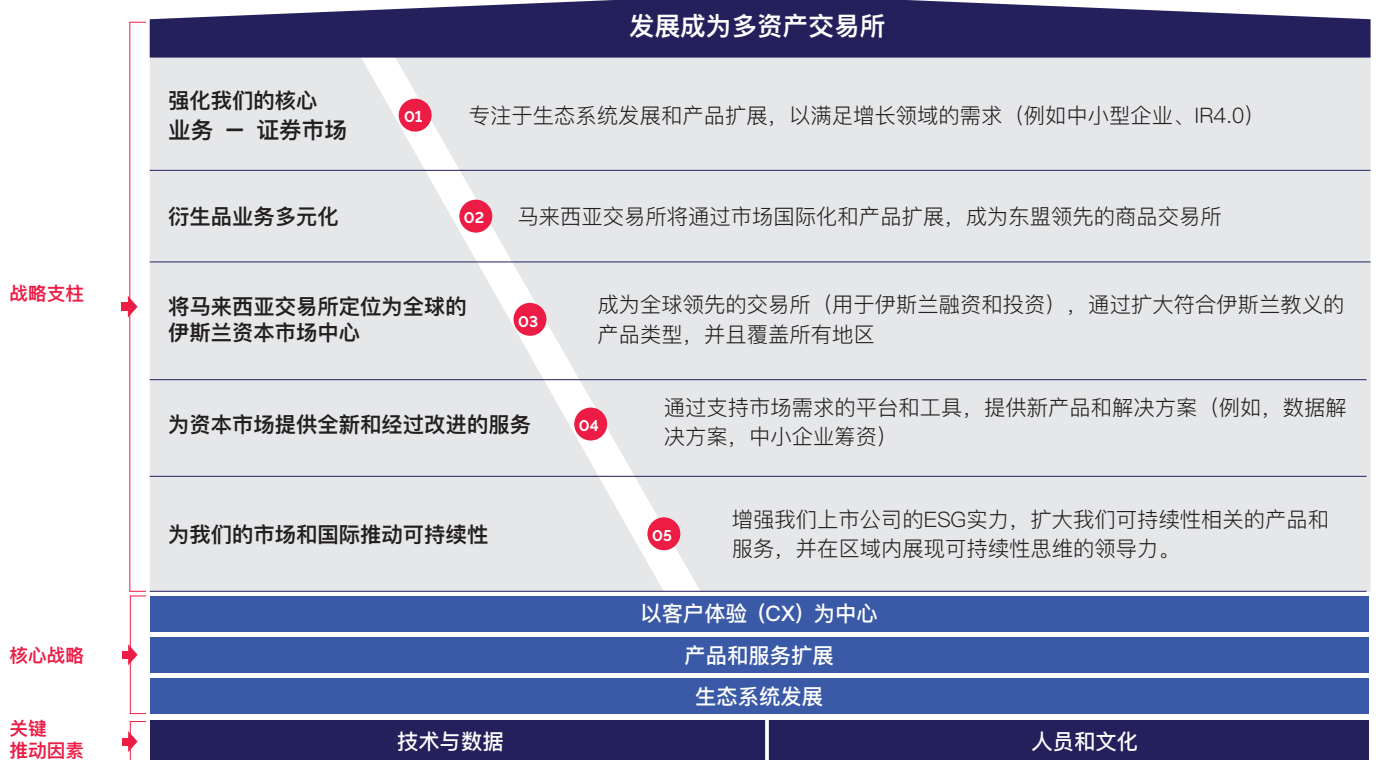 发展成为多资产交易所
战略支柱
强化我们的核心
业务 – 证券市场
01
专注于生态系统发展和产品扩展，以满足增长领域的需求（例如中小型企业、IR4.0）
衍生品业务多元化
02
马来西亚交易所将通过市场国际化和产品扩展，成为东盟领先的商品交易所
将马来西亚交易所定位为全球的
伊斯兰资本市场中心
03
成为全球领先的交易所（用于伊斯兰融资和投资），通过扩大符合伊斯兰教义的
产品类型，并且覆盖所有地区
为资本市场提供全新和经过改进的服务
04
通过支持市场需求的平台和工具，提供新产品和解决方案（例如，数据解
决方案，中小企业筹资）
为我们的市场和国际推动可持续性
05
增强我们上市公司的ESG实力，扩大我们可持续性相关的产品和
服务，并在区域内展现可持续性思维的领导力。
核心战略
以客户体验（CX）为中心
产品和服务扩展
生态系统发展
关键
推动因素
技术与数据
人员和文化